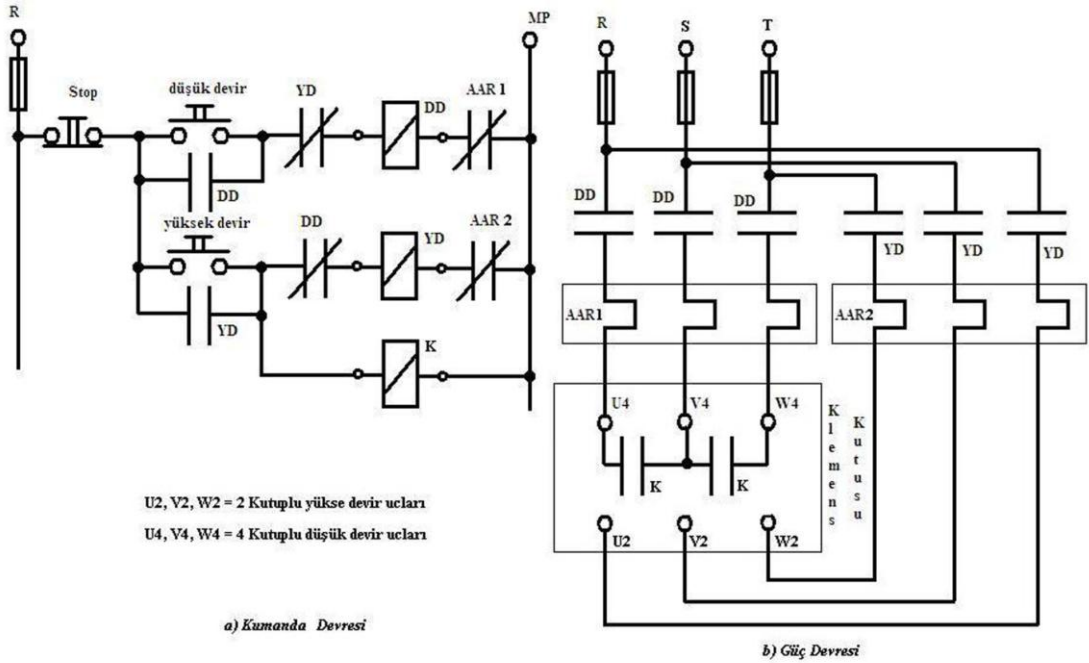 R
MP
Stop
düşük devir
YD
DD
AAR 1
DD
yüksek devir
DD
YD
AAR 2
YD
K
U2, V2, W2 = 2 Kutuplu yükse devir ucları
U4, V4, W4 = 4 Kutuplu düşük devir ucları
a) Kumanda Devresi
R S T
DD DD DD
YD YD YD
AAR1 AAR2
U4 V4 W4
K K
Klemens
Kutusu
U2 V2 W2
b) Güç Devresi